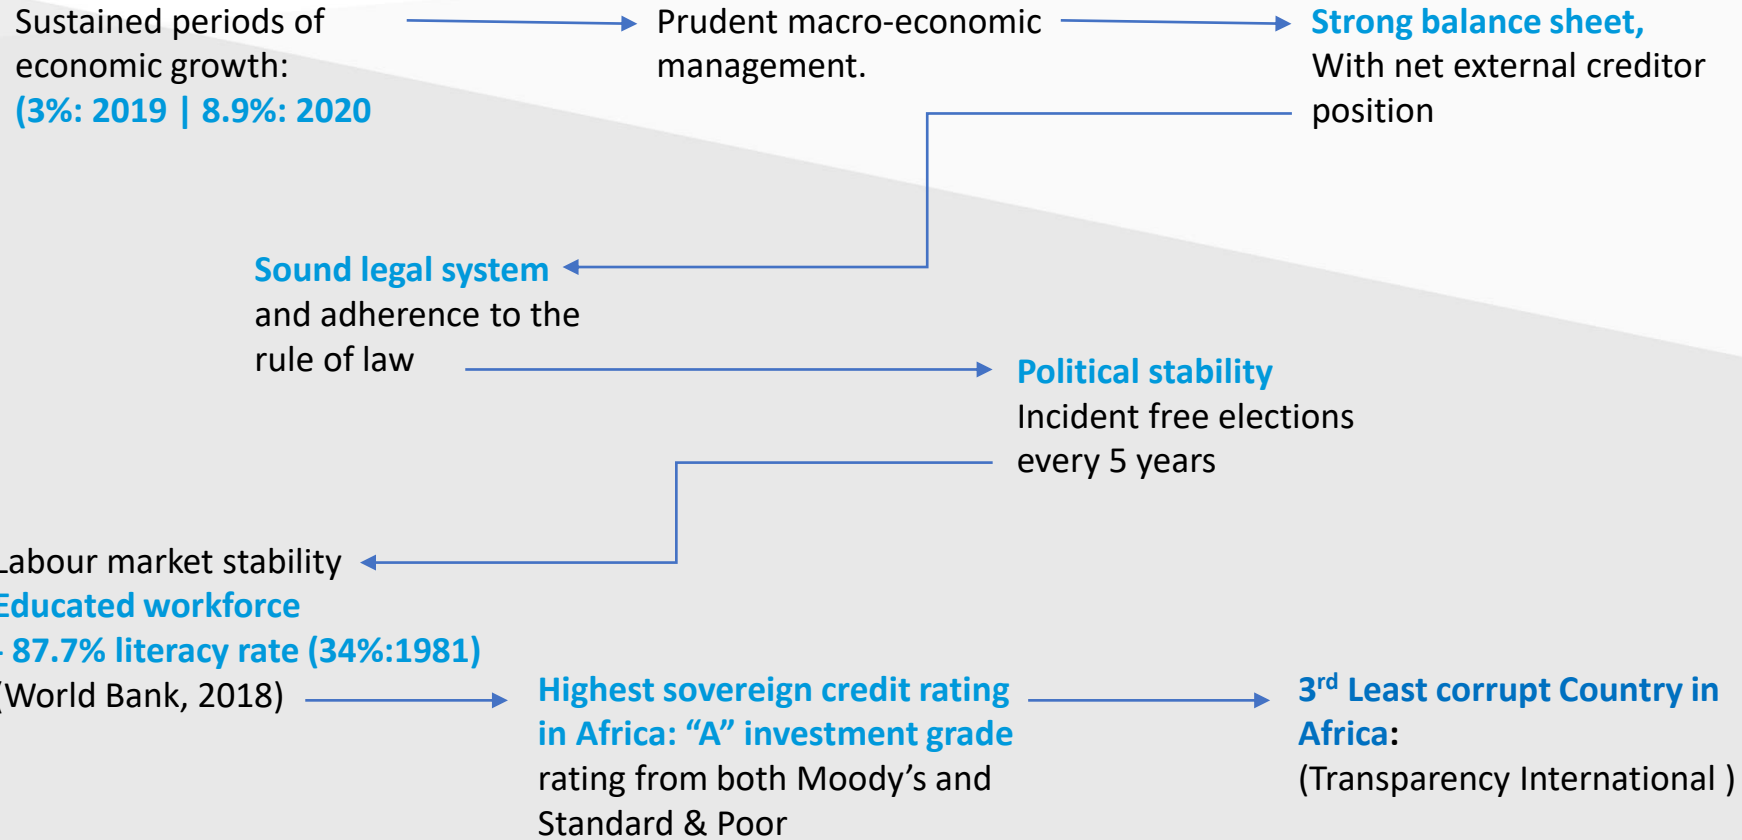 Sustained periods of
economic growth:
(3%: 2019 | 8.9%: 2020
Prudent macro-economic
management.
Strong balance sheet,
With net external creditor
position
Sound legal system
and adherence to the
rule of law
Political stability
Incident free elections
every 5 years
Labour market stability
Educated workforce
- 87.7% literacy rate (34%:1981)
(World Bank, 2018)
Highest sovereign credit rating
in Africa: “A” investment grade
rating from both Moody’s and
Standard & Poor
3rd Least corrupt Country in
Africa:
(Transparency International )